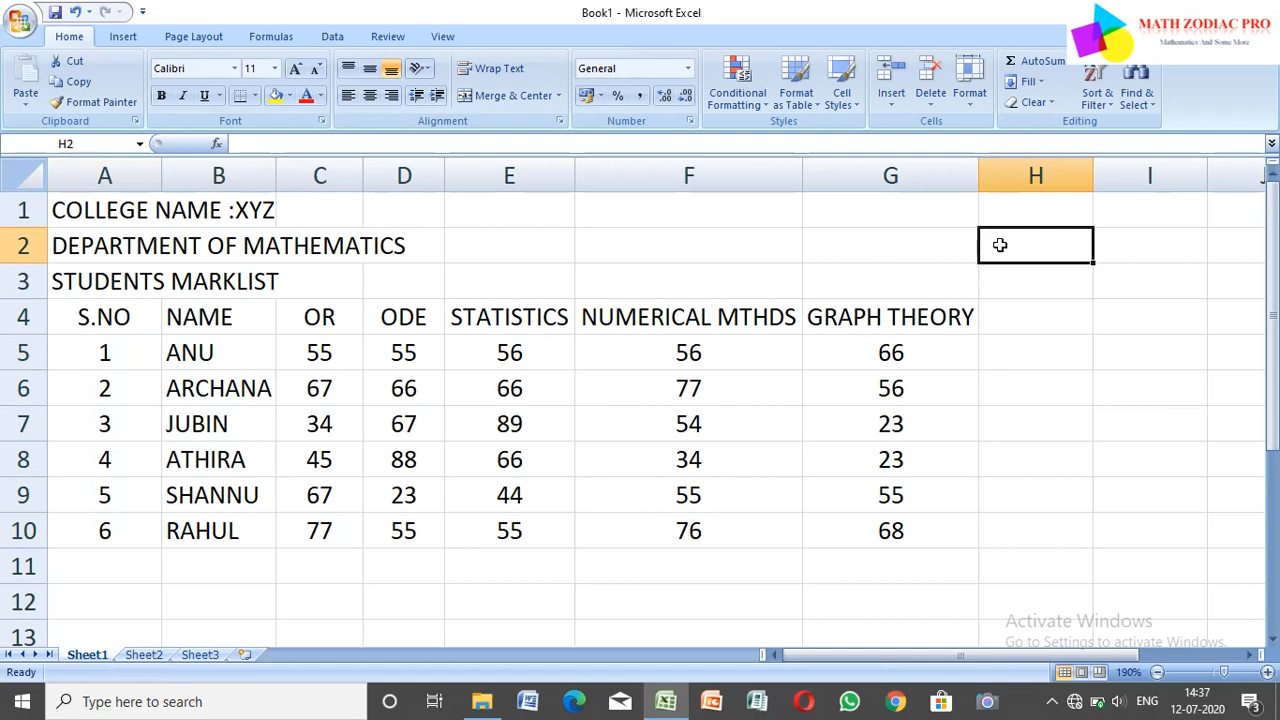 Book1 - Microsoft Excel
MATH ZODIAC PRO
Mathematics And Some More
Home Insert Page Layout Formulas Data Review View
Cut
Copy
Format Painter
Paste
Clipboard
Calibri 11
B I U
Font
Wrap Text
Merge & Center
Alignment
General
%
Number
Conditional Formatting
Format as Table
Cell Styles
Styles
Insert Delete Format
Cells
Σ AutoSum
Fill
Clear
Sort & Filter
Find & Select
Editing
H2
fx
A B C D E F G H I
1 COLLEGE NAME :XYZ
2 DEPARTMENT OF MATHEMATICS
3 STUDENTS MARKLIST
4 S.NO NAME OR ODE STATISTICS NUMERICAL MTHDS GRAPH THEORY
5 1 ANU 55 55 56 56 66
6 2 ARCHANA 67 66 66 77 56
7 3 JUBIN 34 67 89 54 23
8 4 ATHIRA 45 88 66 34 23
9 5 SHANNU 67 23 44 55 55
10 6 RAHUL 77 55 55 76 68
11
12
13
Activate Windows
Go to Settings to activate Windows.
Sheet1 Sheet2 Sheet3
Ready
190%
Type here to search
ENG
14:37
12-07-2020
3